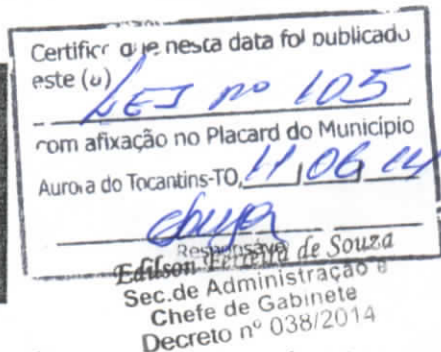 Certifico que nesta data foi publicado
este (a)
LEI nº 105
com afixação no Placard do Município
Aurora do Tocantins-TO, 11/06/14
Responsável
Edilson Ferreira de Souza
Sec.de Administração e
Chefe de Gabinete
Decreto nº 038/2014